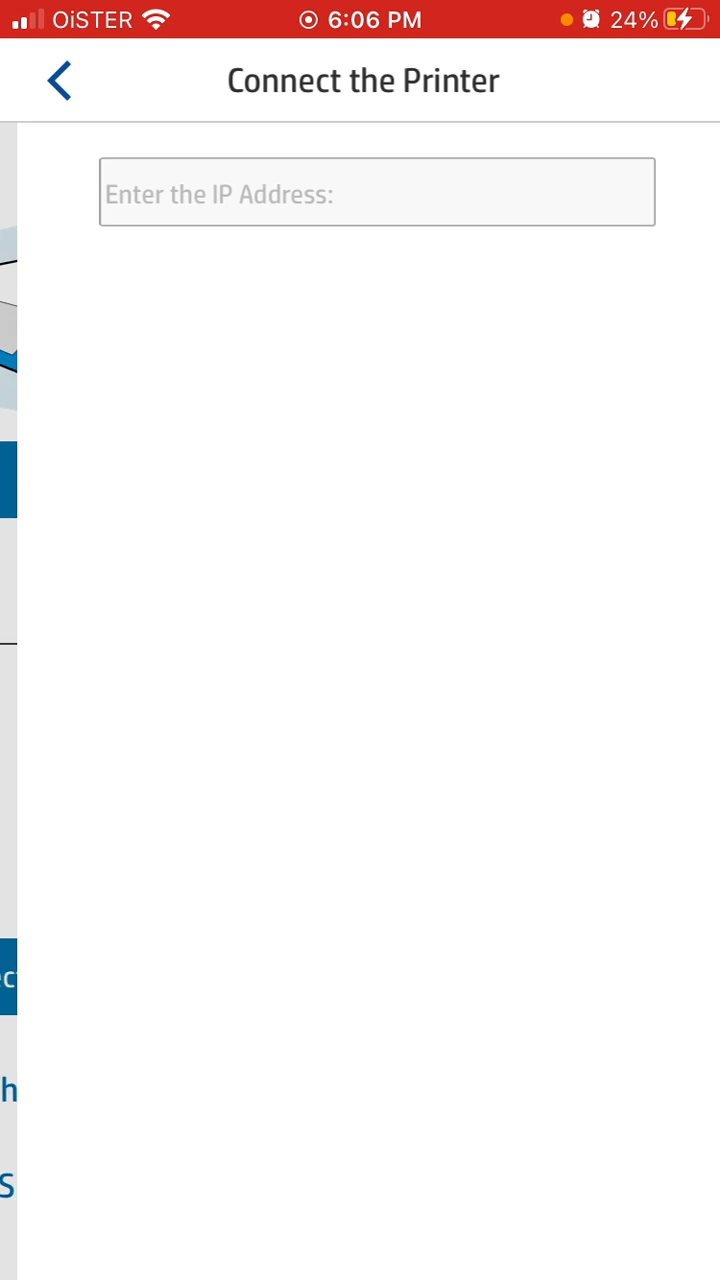 OiSTER 6:06 PM 24%
Connect the Printer
Enter the IP Address:
h
S